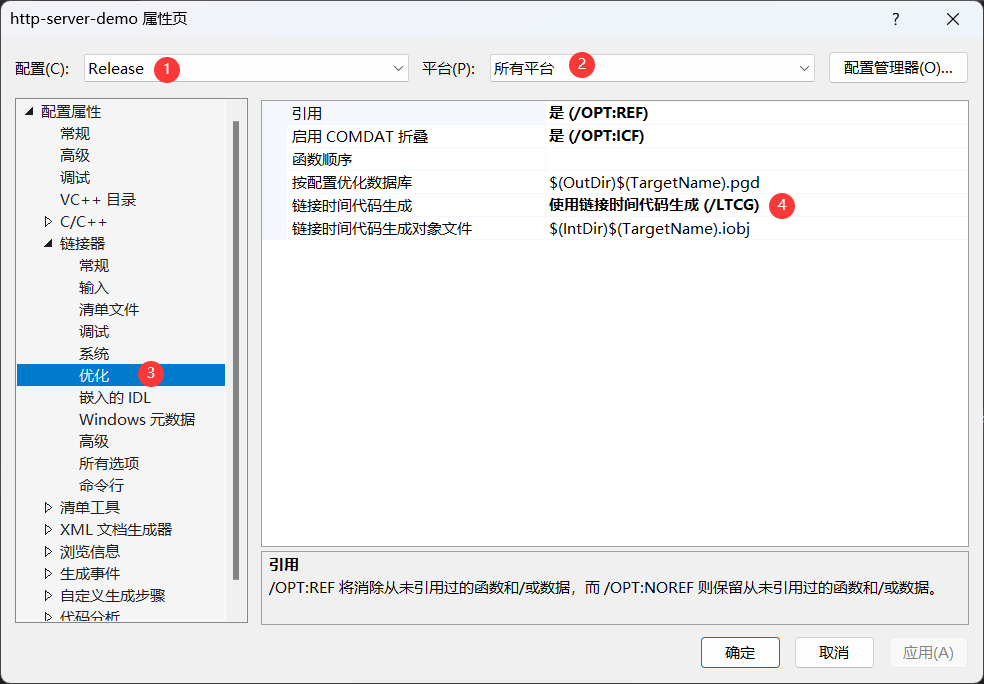 http-server-demo 属性页
?
配置(C):
Release
1
平台(P):
所有平台
2
配置管理器(O)...
配置属性
常规
高级
调试
VC++ 目录
C/C++
链接器
常规
输入
清单文件
调试
系统
优化
3
嵌入的 IDL
Windows 元数据
高级
所有选项
命令行
清单工具
XML 文档生成器
浏览信息
生成事件
自定义生成步骤
代码分析
引用 是 (/OPT:REF)
启用 COMDAT 折叠 是 (/OPT:ICF)
函数顺序
按配置优化数据库 $(OutDir)$(TargetName).pgd
链接时间代码生成 使用链接时间代码生成 (/LTCG) 4
链接时间代码生成对象文件 $(IntDir)$(TargetName).iobj
引用
/OPT:REF 将消除从未引用过的函数和/或数据，而 /OPT:NOREF 则保留从未引用过的函数和/或数据。
确定
取消
应用(A)